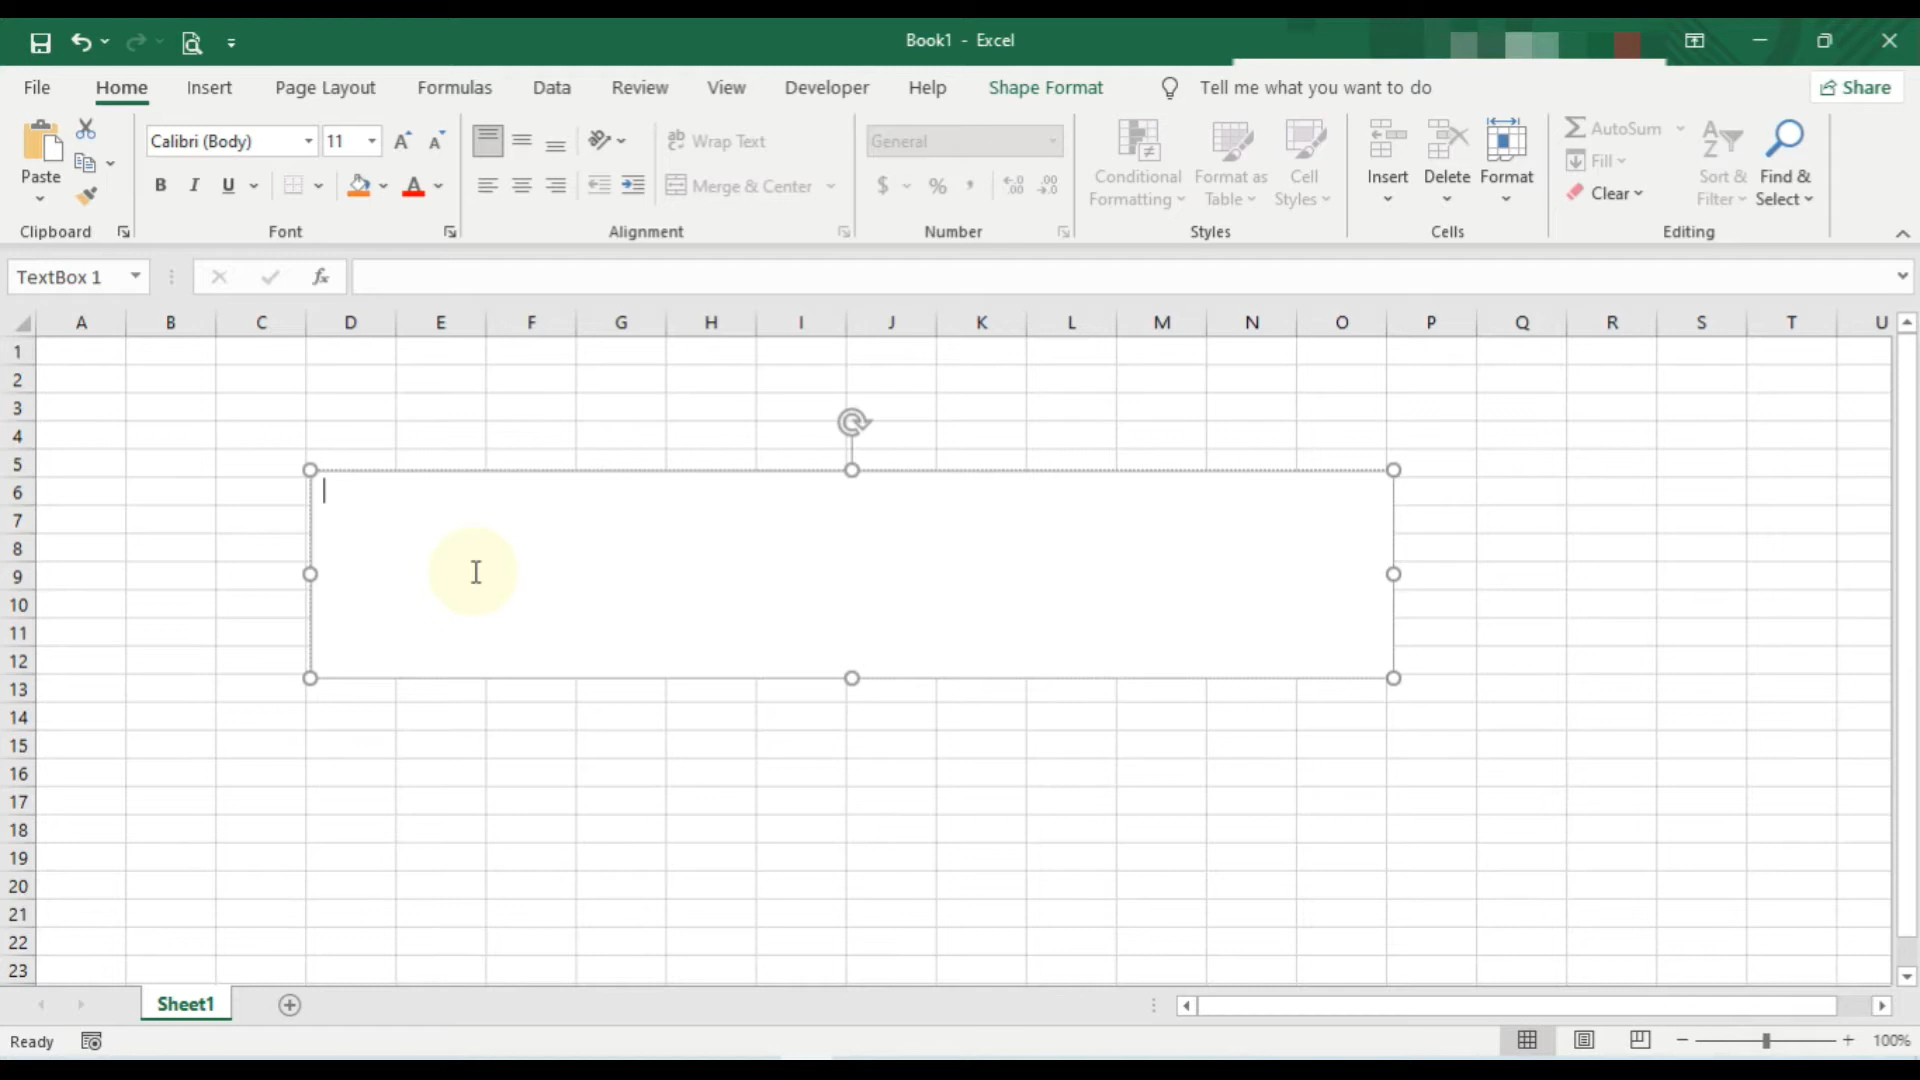 Book1 - Excel
File Home Insert Page Layout Formulas Data Review View Developer Help Shape Format Tell me what you want to do Share
Calibri (Body) 11 ab Wrap Text General AutoSum
Paste Conditional Formatting Format as Table Cell Styles Insert Delete Format Fill Sort & Filter Find & Select
B I U A Merge & Center $ % , .00 Clear
Clipboard Font Alignment Number Styles Cells Editing
TextBox 1 fx
A B C D E F G H I J K L M N O P Q R S T U
1
2
3
4
5
6
7
8
9
10
11
12
13
14
15
16
17
18
19
20
21
22
23
Sheet1
Ready 100%